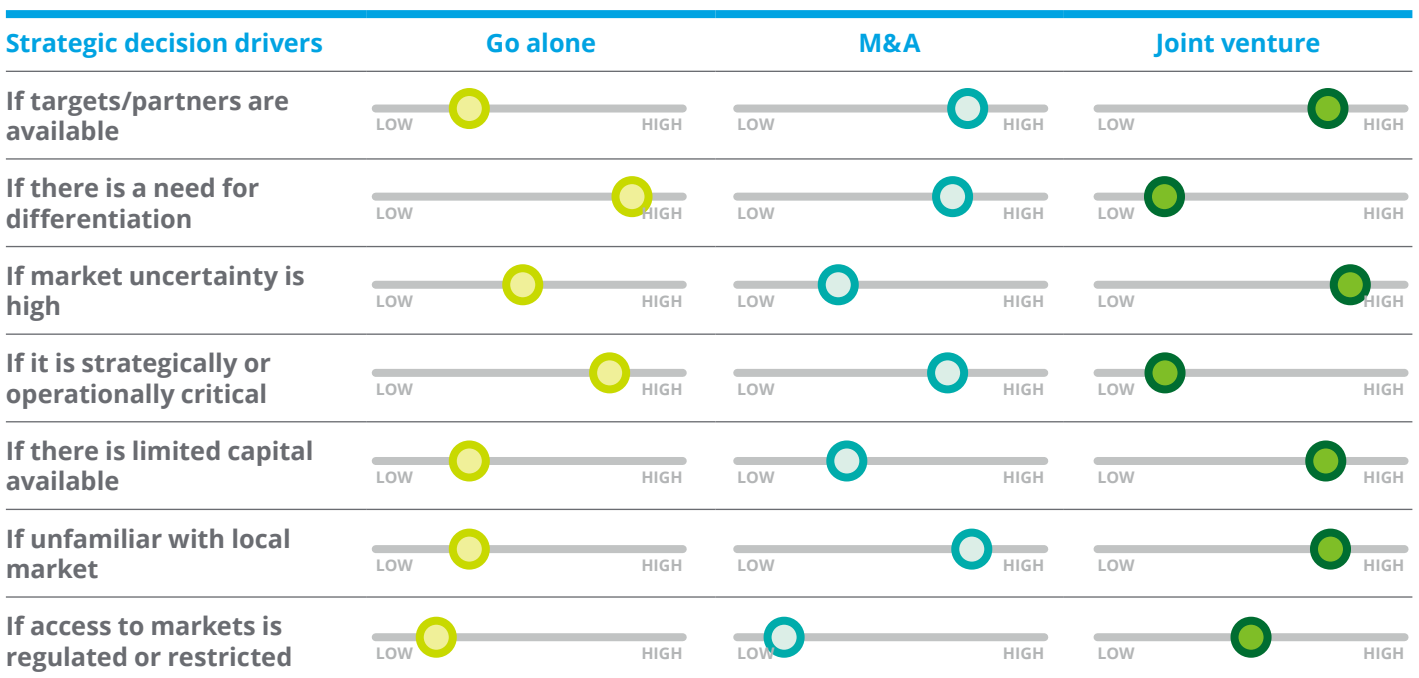 Strategic decision drivers Go alone M&A Joint venture
If targets/partners are
available
LOW HIGH LOW HIGH LOW HIGH
If there is a need for
differentiation
LOW HIGH LOW HIGH LOW HIGH
If market uncertainty is
high
LOW HIGH LOW HIGH LOW HIGH
If it is strategically or
operationally critical
LOW HIGH LOW HIGH LOW HIGH
If there is limited capital
available
LOW HIGH LOW HIGH LOW HIGH
If unfamiliar with local
market
LOW HIGH LOW HIGH LOW HIGH
If access to markets is
regulated or restricted
LOW HIGH LOW HIGH LOW HIGH